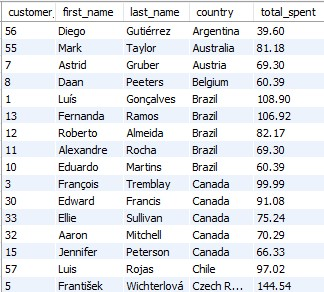 customer_ first_name last_name country total_spent
56 Diego Gutiérrez Argentina 39.60
55 Mark Taylor Australia 81.18
7 Astrid Gruber Austria 69.30
8 Daan Peeters Belgium 60.39
1 Luís Gonçalves Brazil 108.90
13 Fernanda Ramos Brazil 106.92
12 Roberto Almeida Brazil 82.17
11 Alexandre Rocha Brazil 69.30
10 Eduardo Martins Brazil 60.39
3 François Tremblay Canada 99.99
30 Edward Francis Canada 91.08
33 Ellie Sullivan Canada 75.24
32 Aaron Mitchell Canada 70.29
15 Jennifer Peterson Canada 66.33
57 Luis Rojas Chile 97.02
5 František Wichterlová Czech R... 144.54